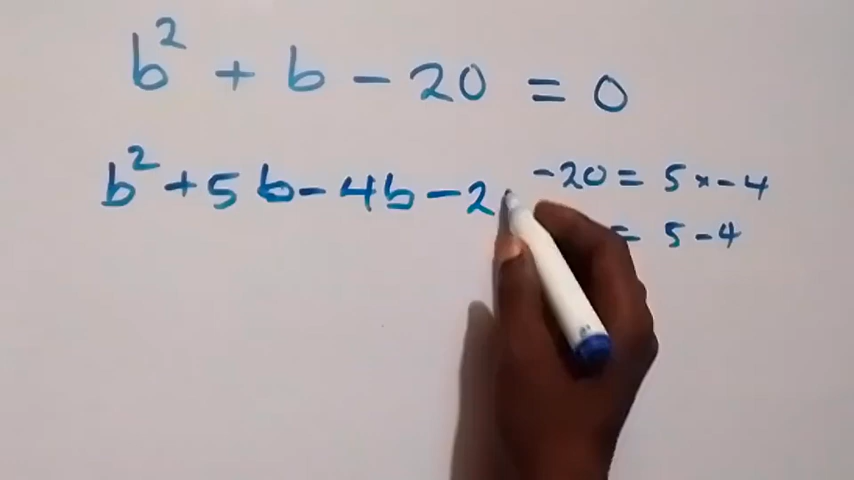 b² + b - 20 = 0
b² + 5b - 4b - 2
-20 = 5 × -4
= 5 - 4